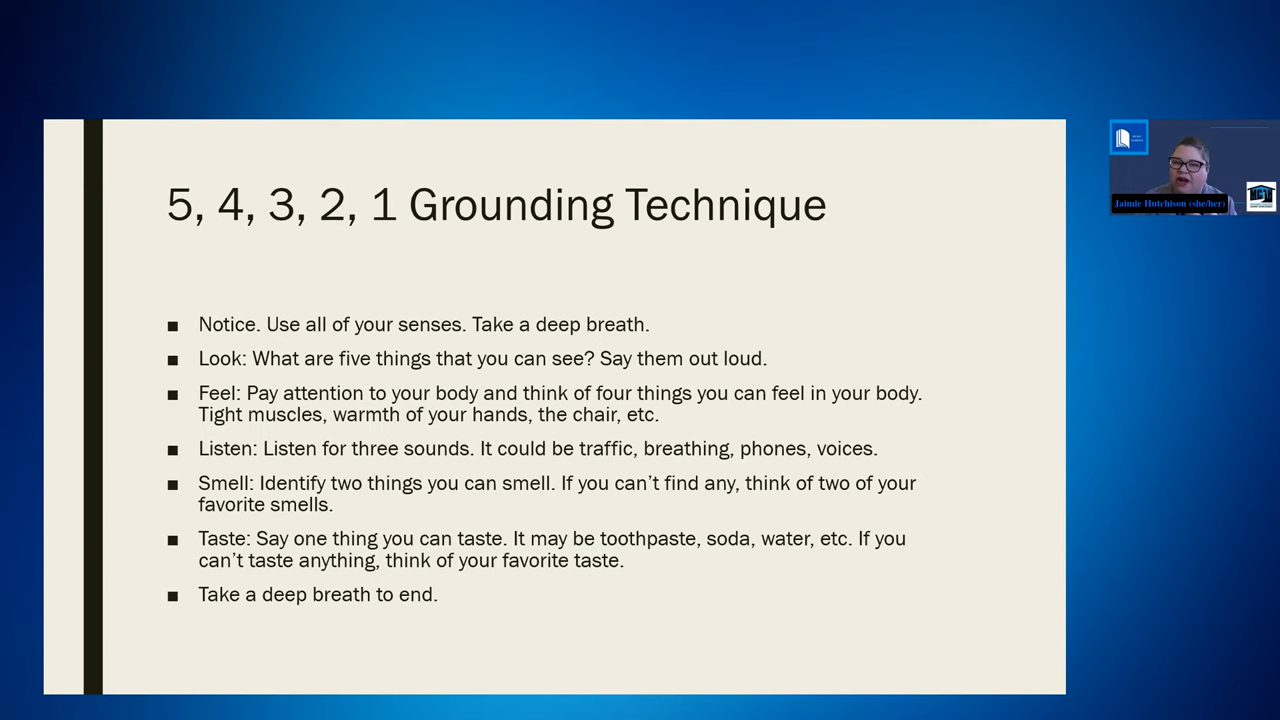 5, 4, 3, 2, 1 Grounding Technique
■ Notice. Use all of your senses. Take a deep breath.
■ Look: What are five things that you can see? Say them out loud.
■ Feel: Pay attention to your body and think of four things you can feel in your body.
Tight muscles, warmth of your hands, the chair, etc.
■ Listen: Listen for three sounds. It could be traffic, breathing, phones, voices.
■ Smell: Identify two things you can smell. If you can’t find any, think of two of your
favorite smells.
■ Taste: Say one thing you can taste. It may be toothpaste, soda, water, etc. If you
can’t taste anything, think of your favorite taste.
■ Take a deep breath to end.
Jaimie Hutchison (she/her)